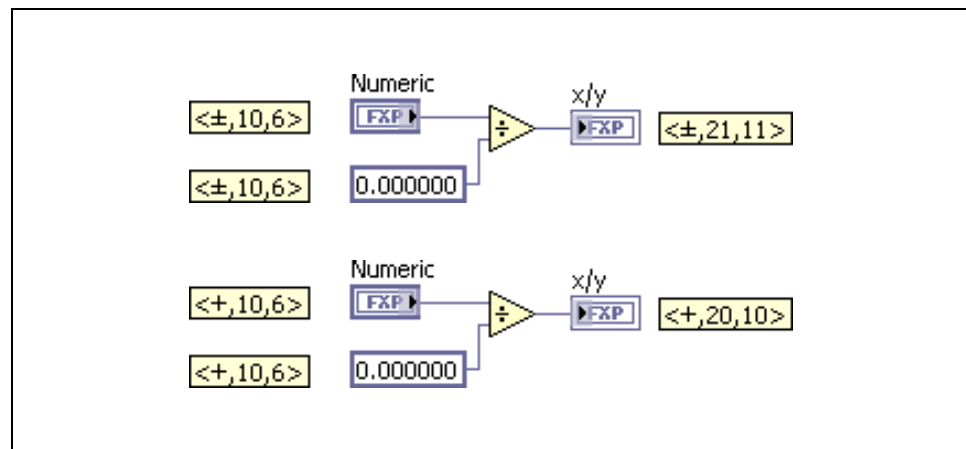 Numeric
x/y
<±,10,6>
FXP
÷
FXP
<±,21,11>
<±,10,6>
0.000000
Numeric
x/y
<+,10,6>
FXP
÷
FXP
<+,20,10>
<+,10,6>
0.000000